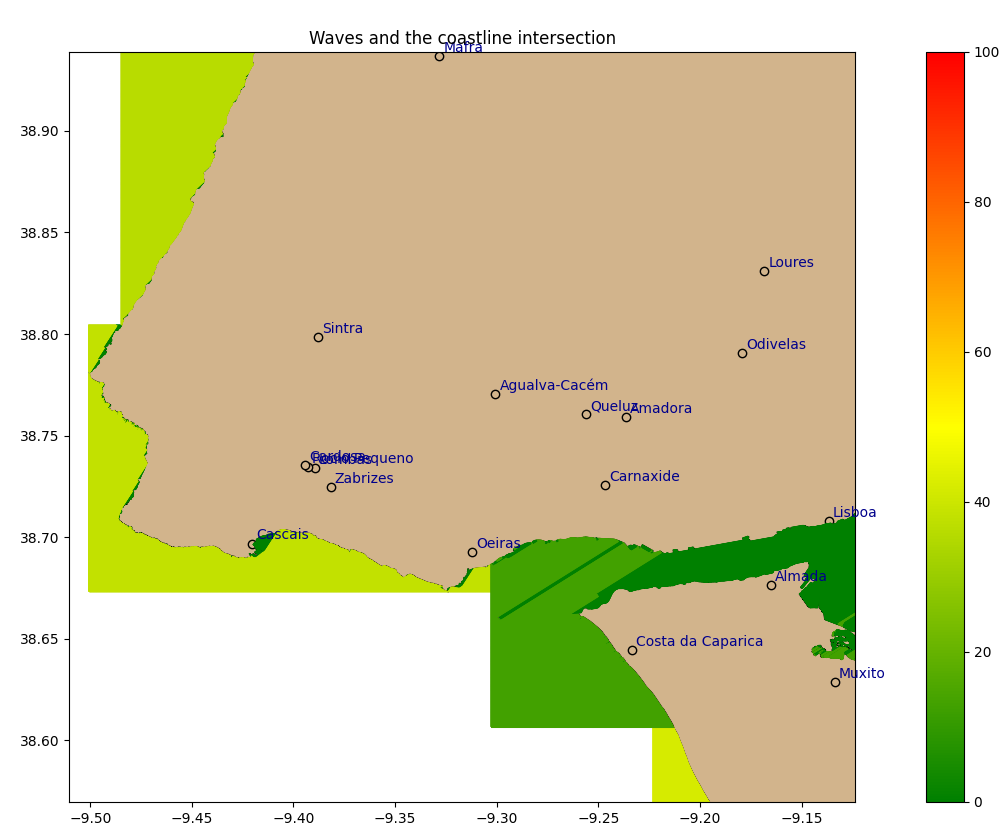 Waves and the coastline intersection
Mafra
Loures
Sintra
Odivelas
Agualva-Cacém
Queluz
Amadora
Cardosa
Pequeno
Zabrizes
Carnaxide
Lisboa
Cascais
Oeiras
Almada
Costa da Caparica
Muxito
38.90
38.85
38.80
38.75
38.70
38.65
38.60
−9.50
−9.45
−9.40
−9.35
−9.30
−9.25
−9.20
−9.15
100
80
60
40
20
0